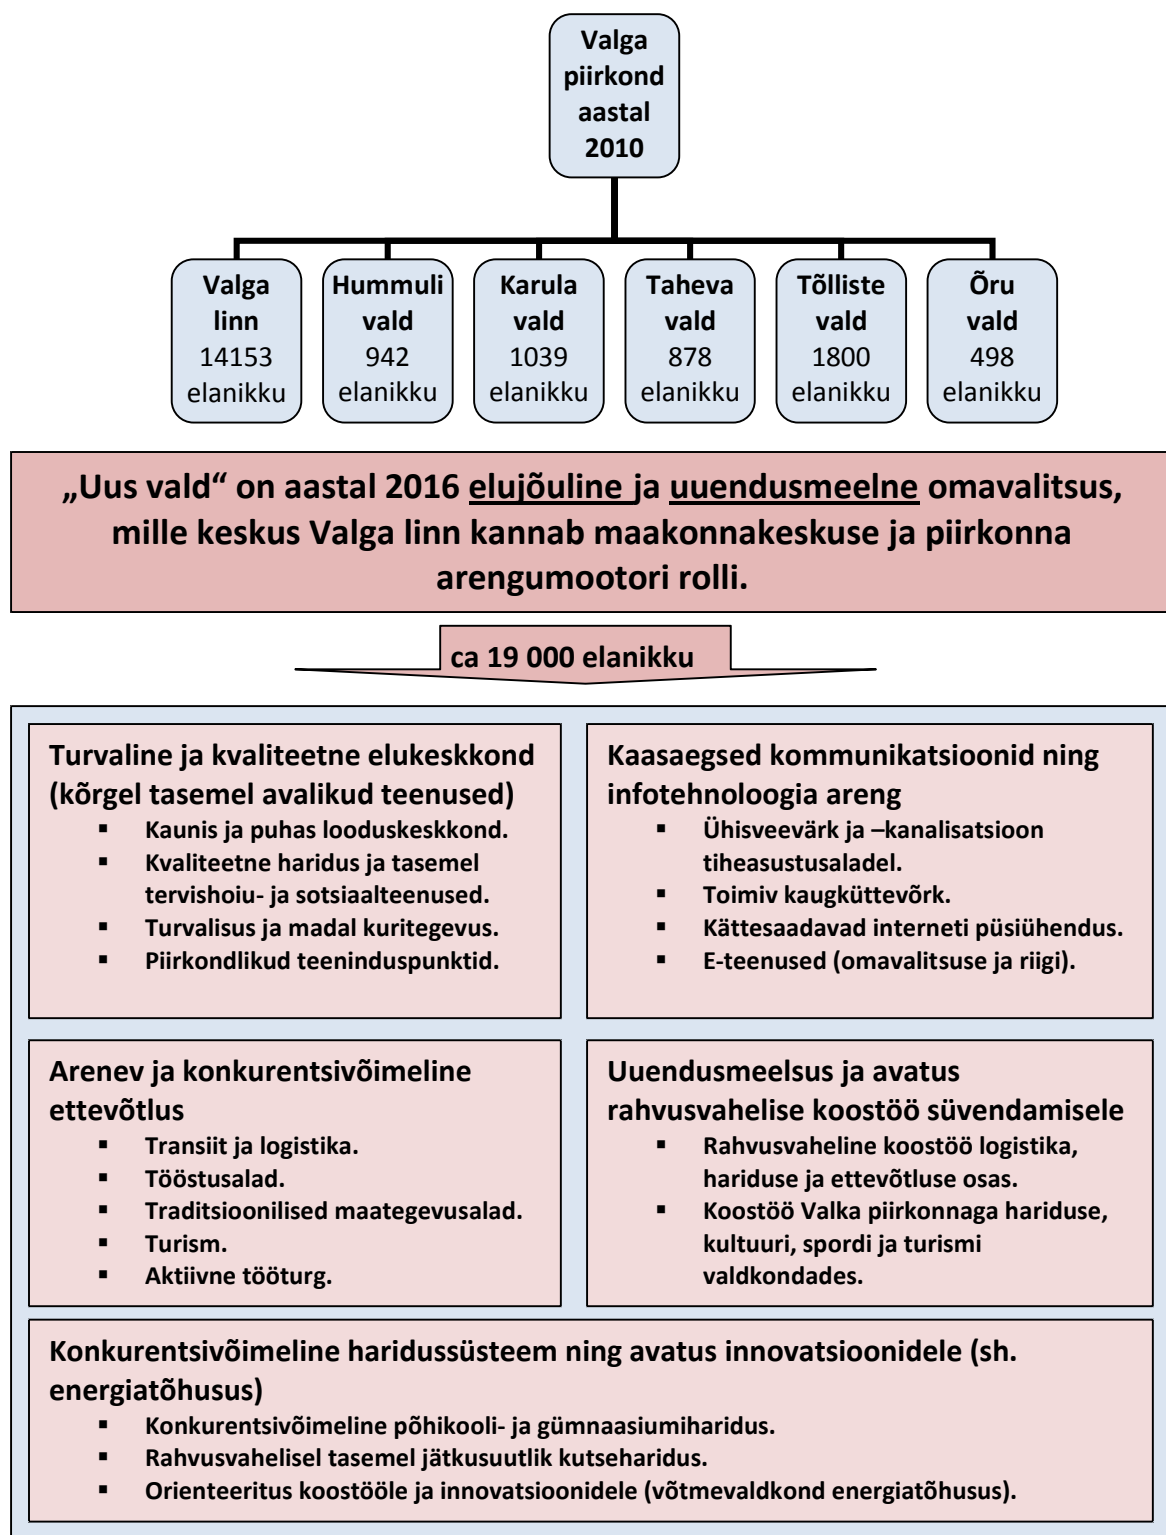 Valga
piirkond
aastal
2010
Valga
linn
14153
elanikku
Hummuli
vald
942
elanikku
Karula
vald
1039
elanikku
Taheva
vald
878
elanikku
Tõlliste
vald
1800
elanikku
Õru
vald
498
elanikku
„Uus vald“ on aastal 2016 elujõuline ja uuendusmeelne omavalitsus,
mille keskus Valga linn kannab maakonnakeskuse ja piirkonna
arengumootori rolli.
ca 19 000 elanikku
Turvaline ja kvaliteetne elukeskkond
(kõrgel tasemel avalikud teenused)
▪ Kaunis ja puhas looduskeskkond.
▪ Kvaliteetne haridus ja tasemel
tervishoiu- ja sotsiaalteenused.
▪ Turvalisus ja madal kuritegevus.
▪ Piirkondlikud teeninduspunktid.
Kaasaegsed kommunikatsioonid ning
infotehnoloogia areng
▪ Ühisveevärk ja –kanalisatsioon
tiheasustusaladel.
▪ Toimiv kaugküttevõrk.
▪ Kättesaadavad interneti püsiühendus.
▪ E-teenused (omavalitsuse ja riigi).
Arenev ja konkurentsivõimeline
ettevõtlus
▪ Transiit ja logistika.
▪ Tööstusalad.
▪ Traditsioonilised maategevusalad.
▪ Turism.
▪ Aktiivne tööturg.
Uuendusmeelsus ja avatus
rahvusvahelise koostöö süvendamisele
▪ Rahvusvaheline koostöö logistika,
hariduse ja ettevõtluse osas.
▪ Koostöö Valka piirkonnaga hariduse,
kultuuri, spordi ja turismi
valdkondades.
Konkurentsivõimeline haridussüsteem ning avatus innovatsioonidele (sh.
energiatõhusus)
▪ Konkurentsivõimeline põhikooli- ja gümnaasiumiharidus.
▪ Rahvusvahelisel tasemel jätkusuutlik kutseharidus.
▪ Orienteeritus koostööle ja innovatsioonidele (võtmevaldkond energiatõhusus).